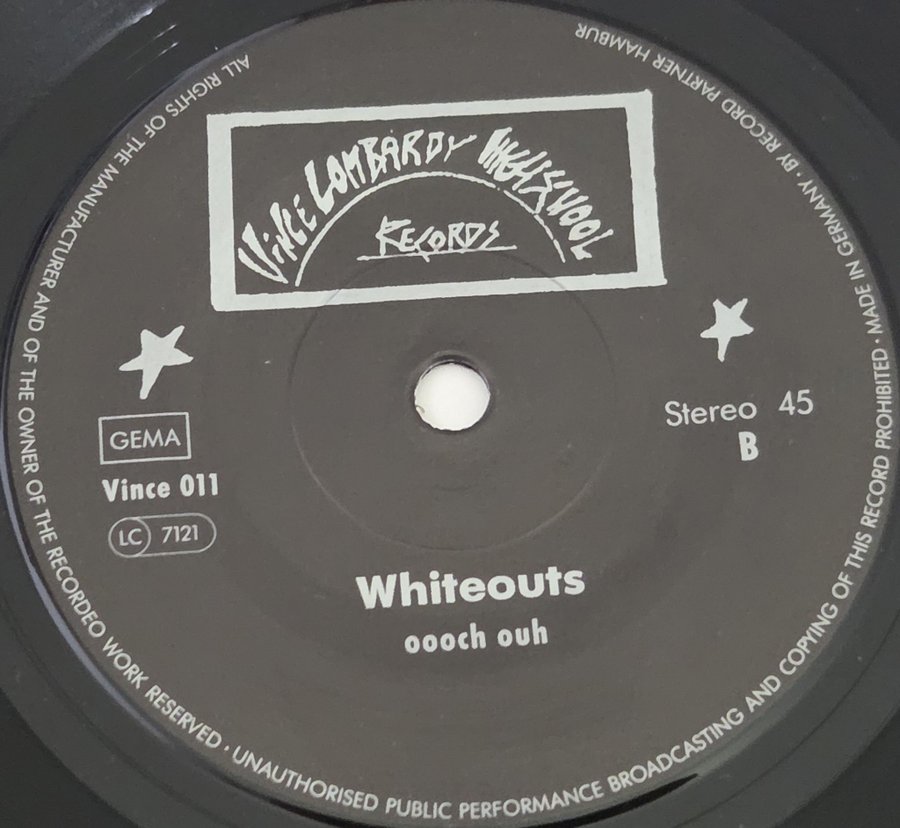 VINCE LOMBARDY HIGHSCHOOL
RECORDS
GEMA
Vince 011
LC 7121
Stereo 45
B
Whiteouts
oooch ouh
ALL RIGHTS OF THE MANUFACTURER AND OF THE OWNER OF THE RECORDEO WORK RESERVED · UNAUTHORISED PUBLIC PERFORMANCE BROADCASTING AND COPYING OF THIS RECORD PROHIBITED · MADE IN GERMANY · BY RECORD PARTNER HAMBUR